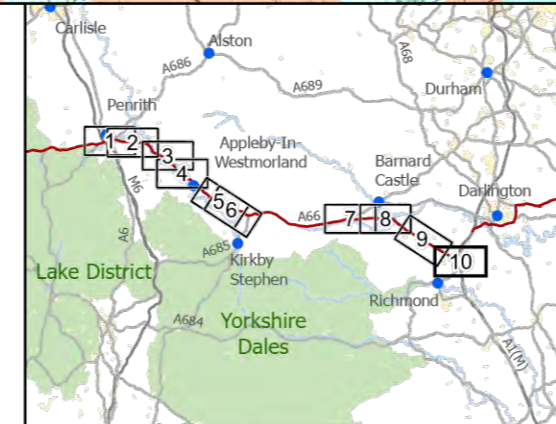 Carlisle
Alston
A686
A68
A689
Durham
Penrith
1 2
3
4
Appleby-In
Westmorland
Barnard
Castle
Darlington
5
6
M6
A66
7 8
9
10
A6
A685
Kirkby
Stephen
Lake District
Richmond
A684
Yorkshire
Dales
A1(M)